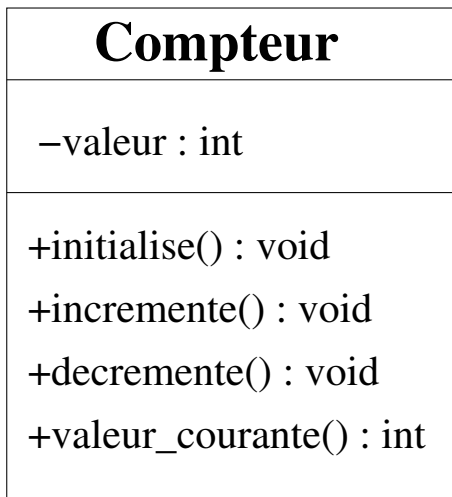 Compteur
−valeur : int
+initialise() : void
+incremente() : void
+decremente() : void
+valeur_courante() : int